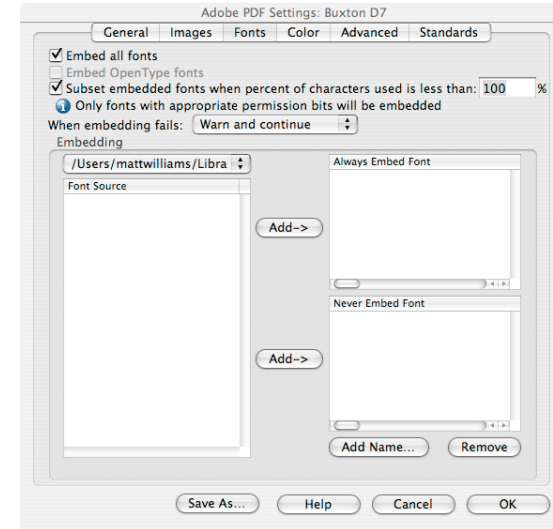 Adobe PDF Settings: Buxton D7
General Images Fonts Color Advanced Standards
Embed all fonts
Embed OpenType fonts
Subset embedded fonts when percent of characters used is less than: 100 %
Only fonts with appropriate permission bits will be embedded
When embedding fails: Warn and continue
Embedding
/Users/mattwilliams/Libra
Font Source
Always Embed Font
Add->
Never Embed Font
Add->
Add Name... Remove
Save As... Help Cancel OK